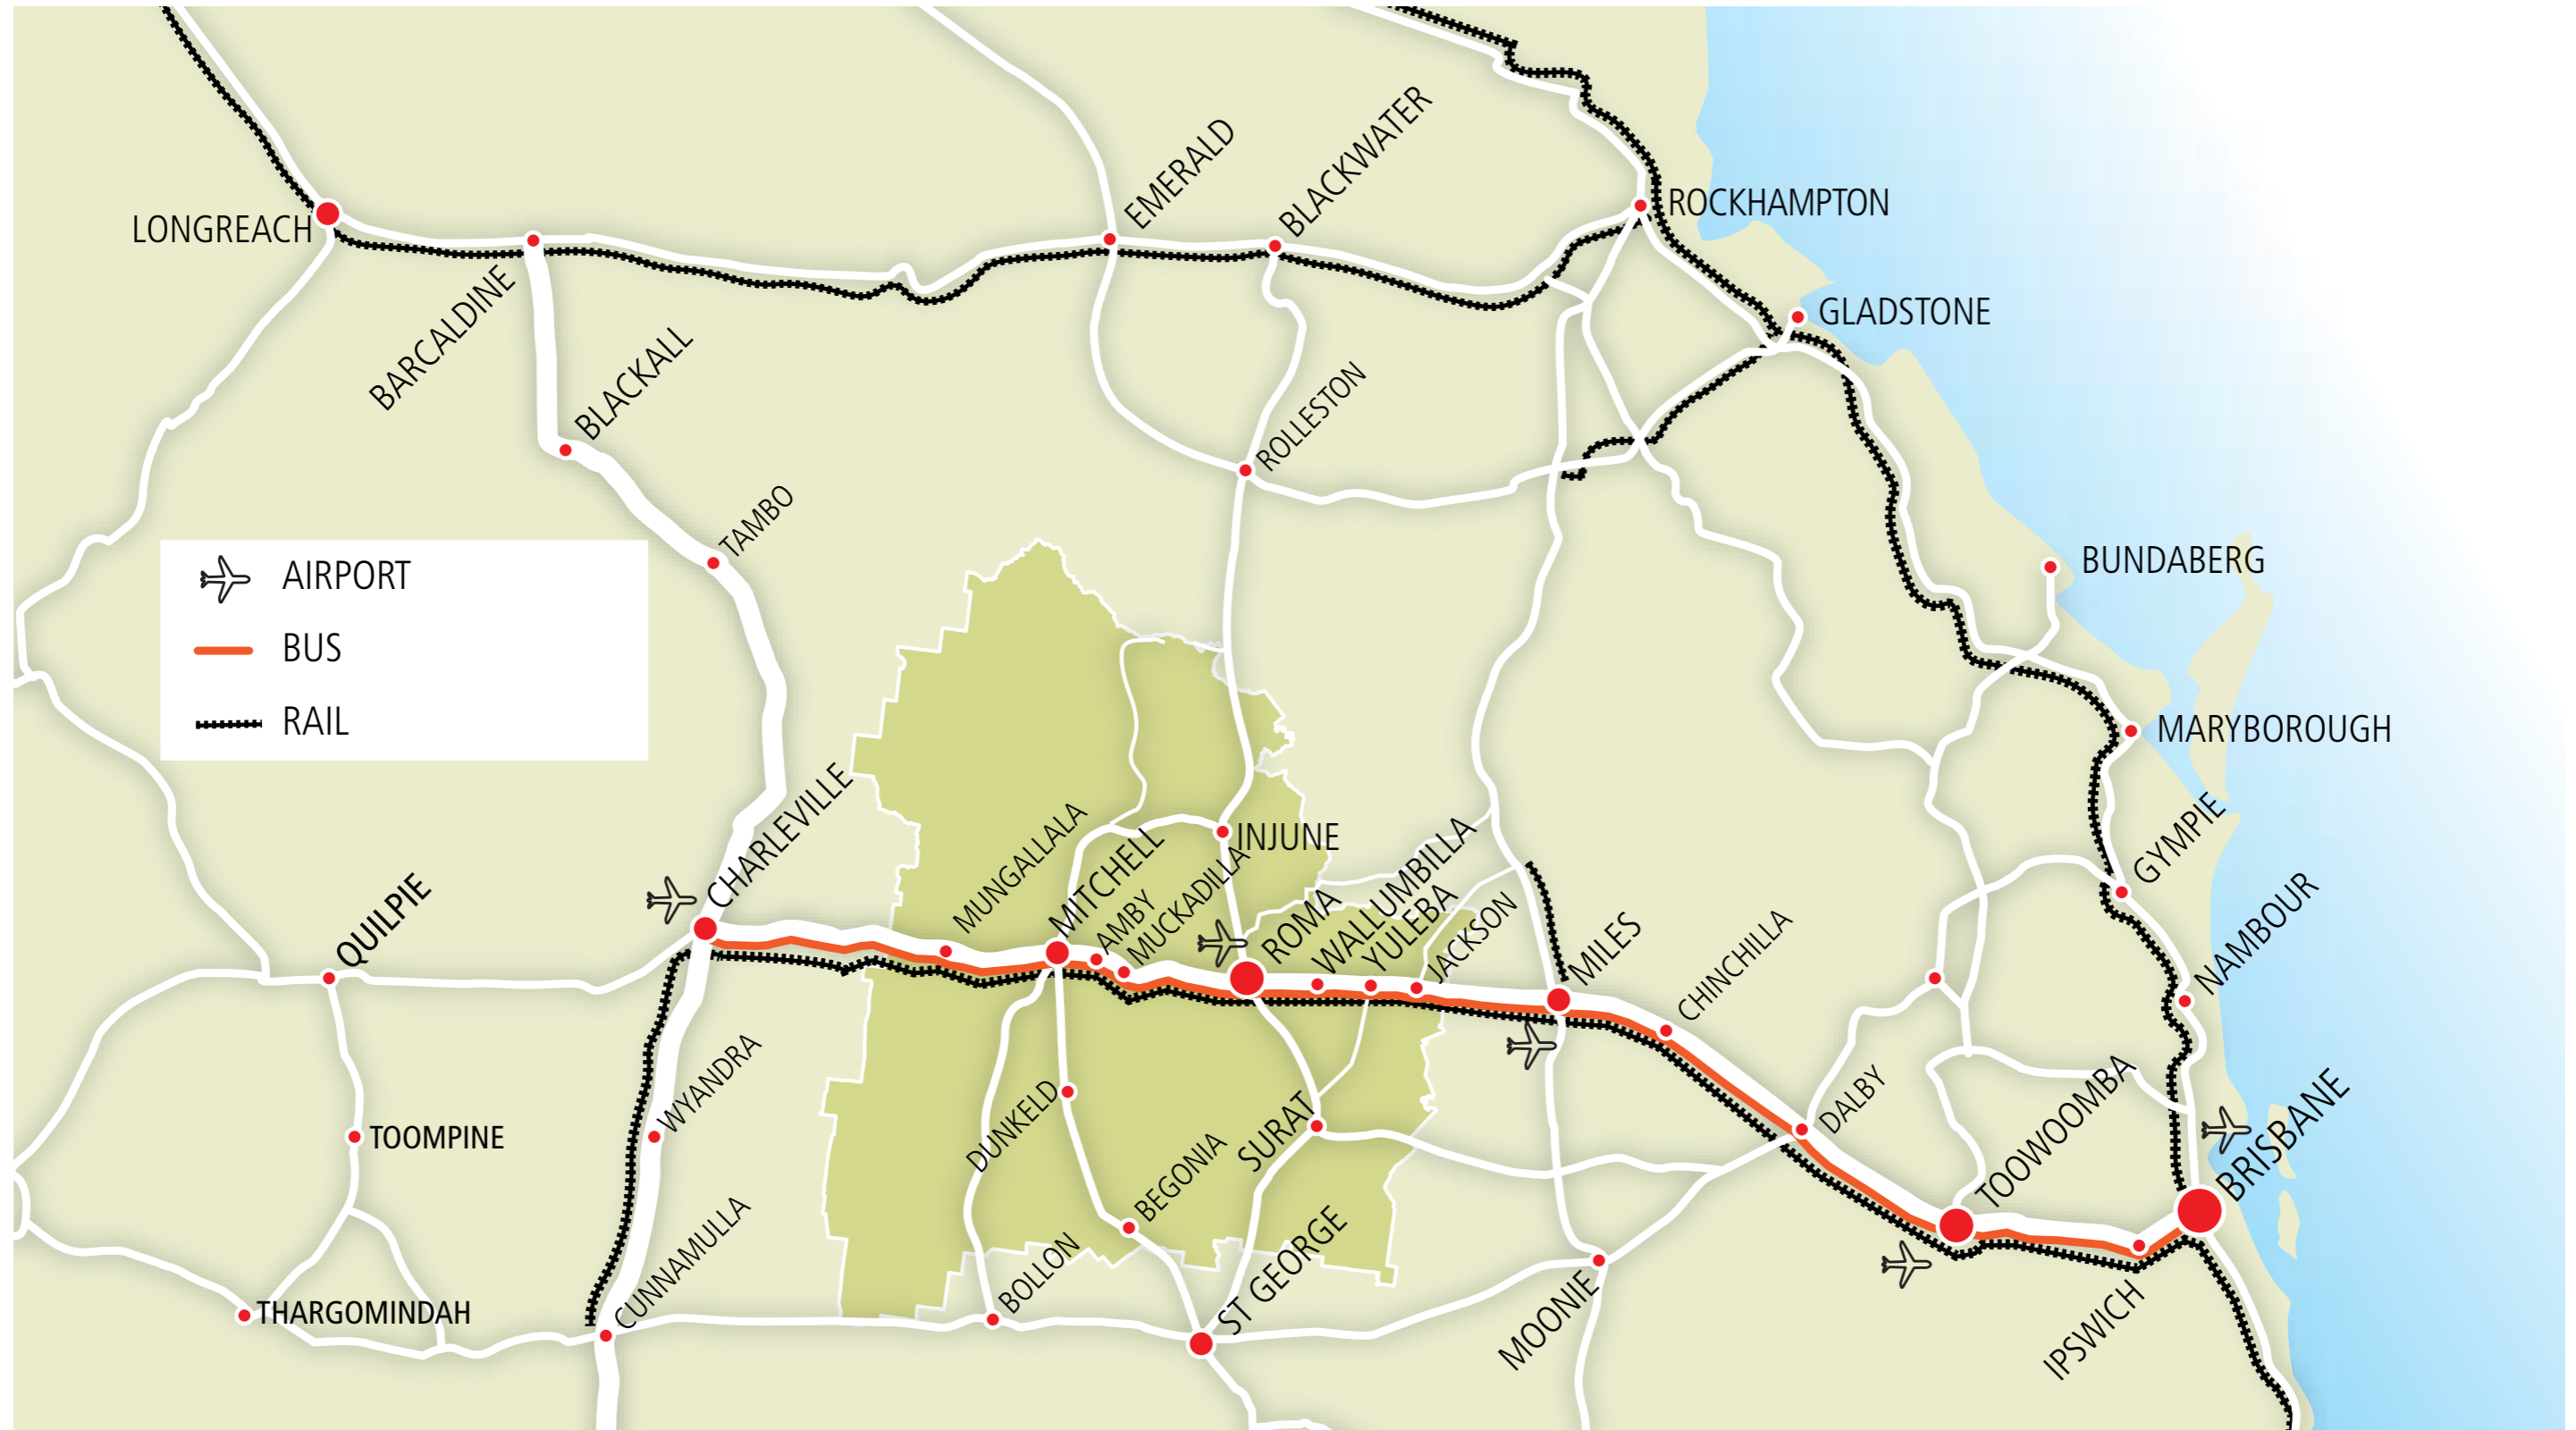 EMERALD
BLACKWATER
ROCKHAMPTON
LONGREACH
BARCALDINE
BLACKALL
GLADSTONE
ROLLESTON
TAMBO
BUNDABERG
AIRPORT
BUS
RAIL
MARYBOROUGH
CHARLEVILLE
MUNGALLALA
MITCHELL
AMBY
MUCKADILLA
INJUNE
ROMA
WALLUMBILLA
YULEBA
JACKSON
MILES
CHINCHILLA
GYMPIE
NAMBOUR
QUILPIE
WYANDRA
TOOMPINE
DUNKELD
BEGONIA
SURAT
DALBY
TOOWOOMBA
BRISBANE
THARGOMINDAH
CUNNAMULLA
BOLLON
ST GEORGE
MOONIE
IPSWICH